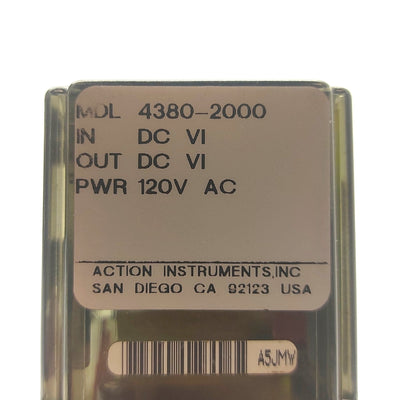 MDL 4380-2000
IN DC VI
OUT DC VI
PWR 120V AC
ACTION INSTRUMENTS,INC
SAN DIEGO CA 92123 USA
A5JMW